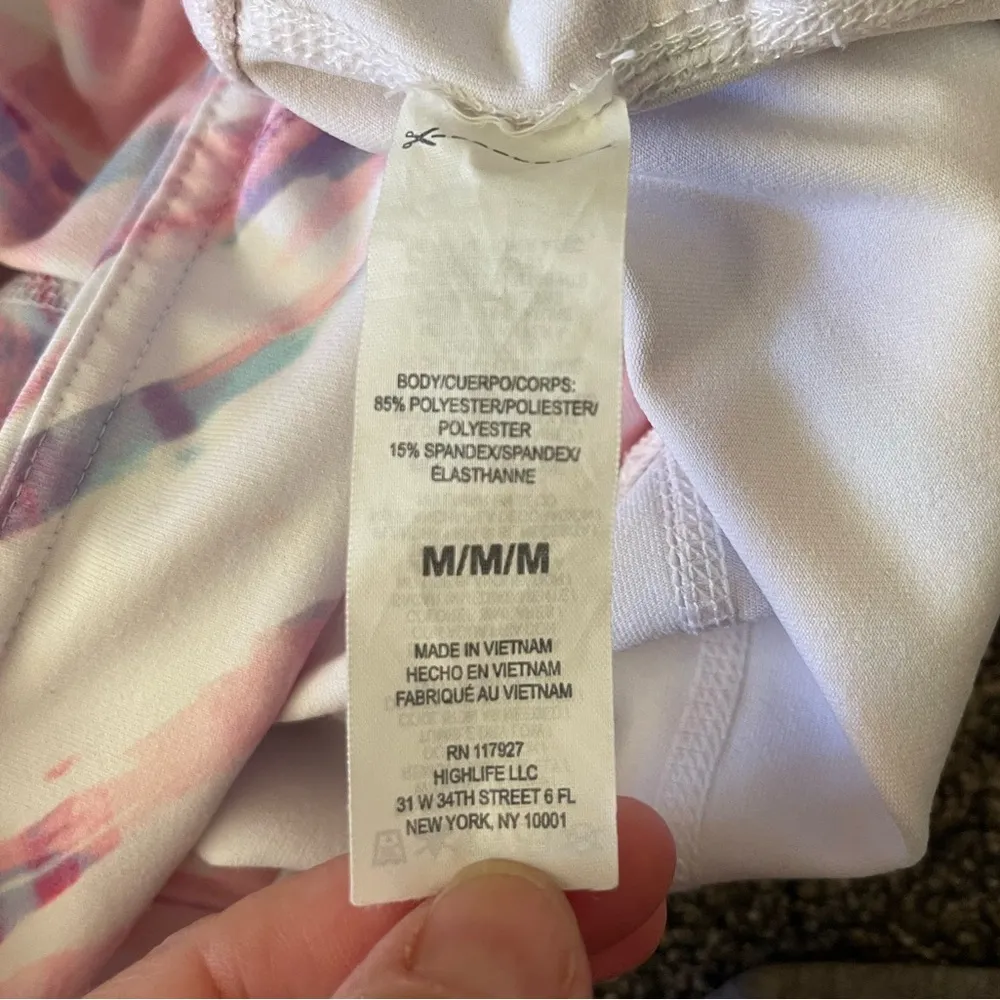 BODY/CUERPO/CORPS:
85% POLYESTER/POLIESTER/
POLYESTER
15% SPANDEX/SPANDEX/
ÉLASTHANNE
M/M/M
MADE IN VIETNAM
HECHO EN VIETNAM
FABRIQUÉ AU VIETNAM
RN 117927
HIGHLIFE LLC
31 W 34TH STREET 6 FL
NEW YORK, NY 10001